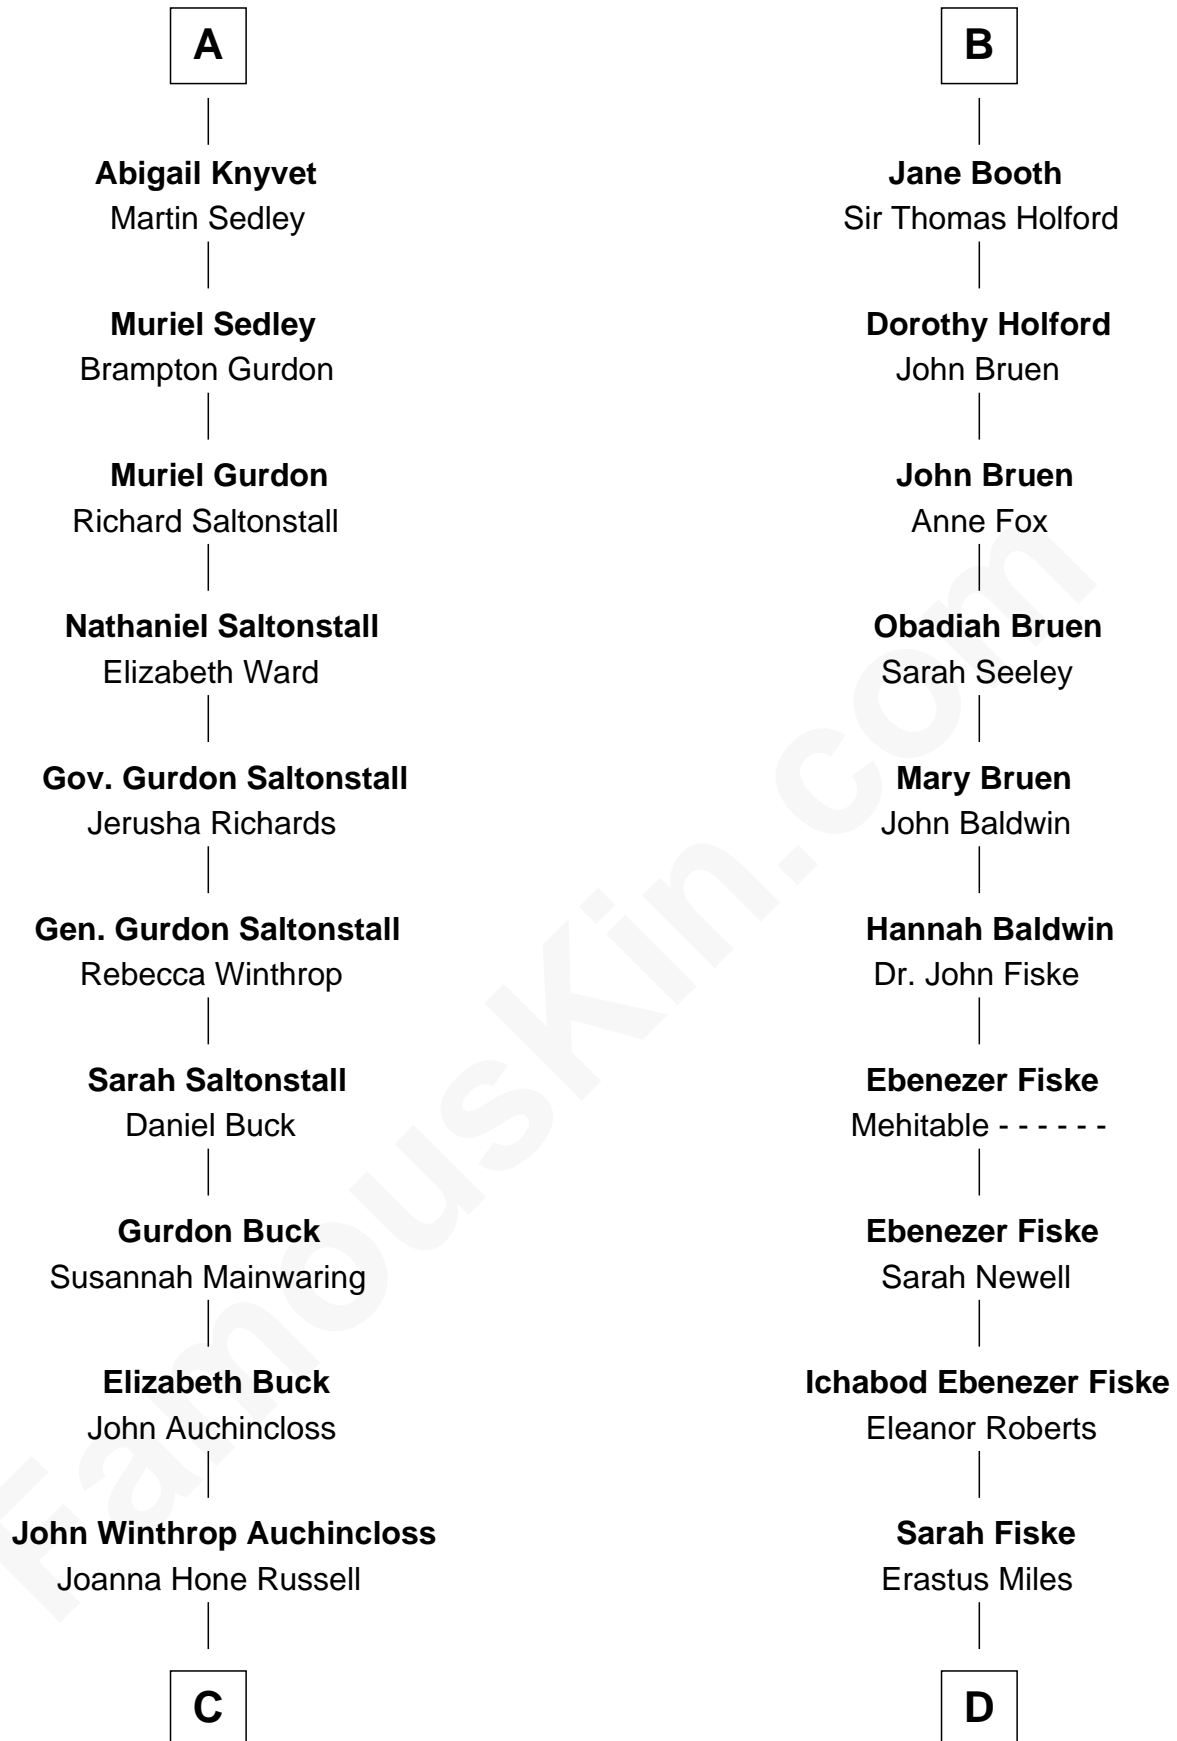 A
Abigail Knyvet
Martin Sedley
Muriel Sedley
Brampton Gurdon
Muriel Gurdon
Richard Saltonstall
Nathaniel Saltonstall
Elizabeth Ward
Gov. Gurdon Saltonstall
Jerusha Richards
Gen. Gurdon Saltonstall
Rebecca Winthrop
Sarah Saltonstall
Daniel Buck
Gurdon Buck
Susannah Mainwaring
Elizabeth Buck
John Auchincloss
John Winthrop Auchincloss
Joanna Hone Russell
C
B
Jane Booth
Sir Thomas Holford
Dorothy Holford
John Bruen
John Bruen
Anne Fox
Obadiah Bruen
Sarah Seeley
Mary Bruen
John Baldwin
Hannah Baldwin
Dr. John Fiske
Ebenezer Fiske
Mehitable - - - - - -
Ebenezer Fiske
Sarah Newell
Ichabod Ebenezer Fiske
Eleanor Roberts
Sarah Fiske
Erastus Miles
D
FamousKin.com